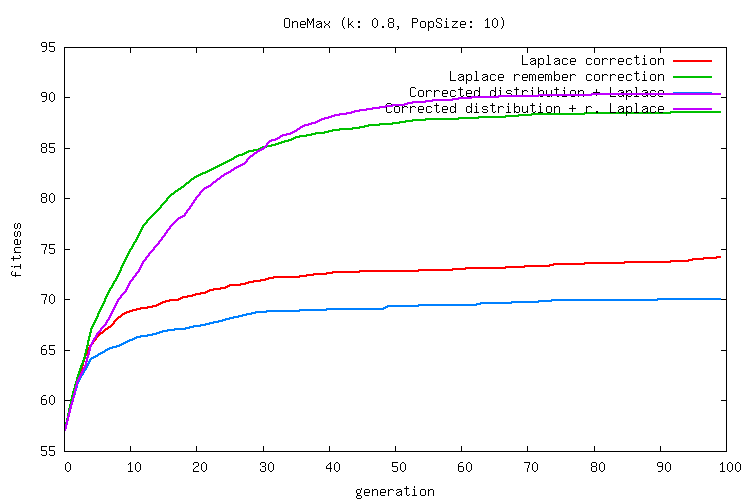 OneMax (k: 0.8, PopSize: 10)
95
Laplace correction
Laplace remember correction
Corrected distribution + Laplace
Corrected distribution + r. Laplace
90
85
80
75
70
65
60
55
fitness
0 10 20 30 40 50 60 70 80 90 100
generation